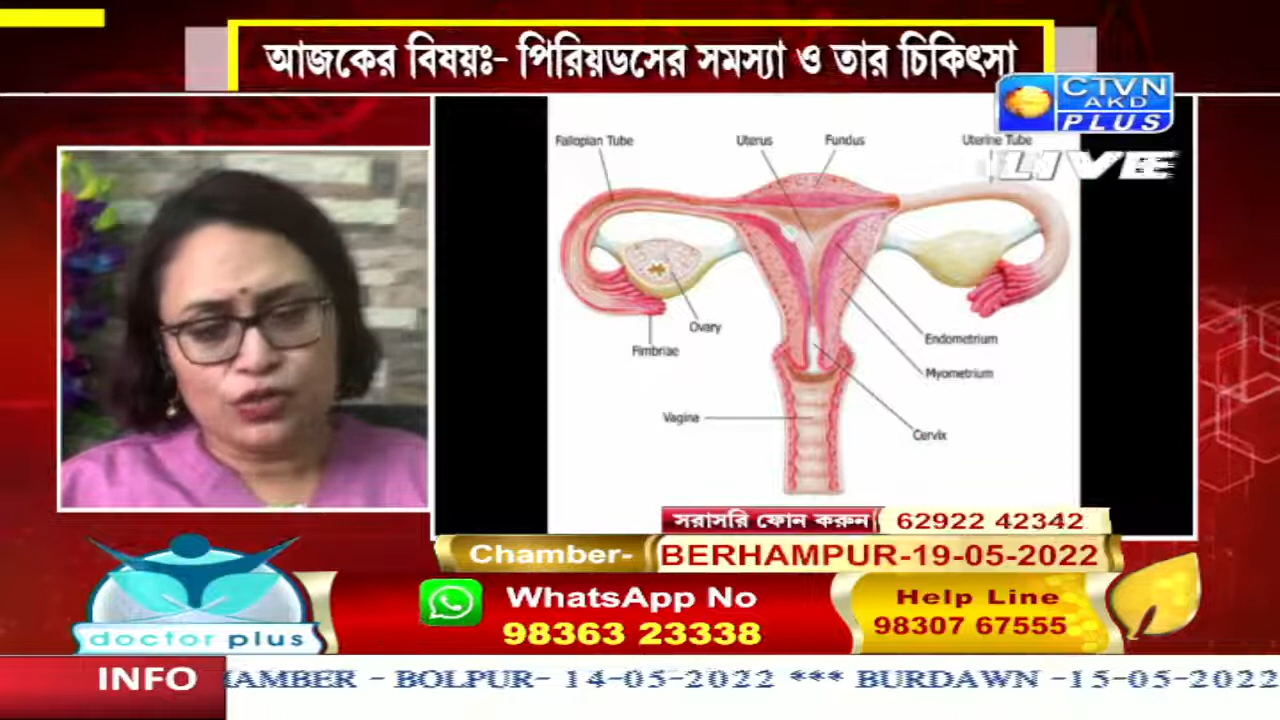 আজকের বিষয়ঃ- পিরিয়ডসের সমস্যা ও তার চিকিৎসা
CTVN
AKD
PLUS
LIVE
Fallopian Tube
Uterus
Fundus
Uterine Tube
Ovary
Fimbriae
Endometrium
Myometrium
Vagina
Cervix
সরাসরি ফোন করুন 62922 42342
Chamber- BERHAMPUR-19-05-2022
WhatsApp No
98363 23338
Help Line
98307 67555
doctor plus
INFO HAMBER - BOLPUR- 14-05-2022 *** BURDAWN -15-05-2022